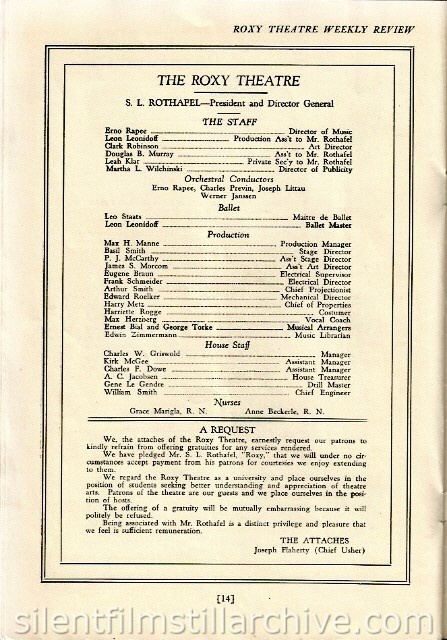 ROXY THEATRE WEEKLY REVIEW
THE ROXY THEATRE
S. L. ROTHAPEL—President and Director General
THE STAFF
Erno Rapee Director of Music
Leon Leonidoff Production Ass't to Mr. Rothafel
Clark Robinson Art Director
Douglas B. Murray Ass't to Mr. Rothafel
Leah Klar Private Sec'y to Mr. Rothafel
Martha L. Wilchinski Director of Publicity
Orchestral Conductors
Erno Rapee, Charles Previn, Joseph Littau
Werner Janssen
Ballet
Leo Staats Maitre de Ballet
Leon Leonidoff Ballet Master
Production
Max H. Manne Production Manager
Basil Smith Stage Director
P. J. McCarthy Ass't Stage Director
James S. Morcom Ass't Art Director
Eugene Braun Electrical Supervisor
Frank Schmeider Electrical Director
Arthur Smith Chief Projectionist
Edward Roelker Mechanical Director
Harry Metz Chief of Properties
Harriette Rogge Costumer
Max Herzberg Vocal Coach
Ernest Bial and George Torke Musical Arrangers
Edwin Zimmermann Music Librarian
House Staff
Charles W. Griswold Manager
Kirk McGee Assistant Manager
Charles F. Dowe Assistant Manager
A. C. Jacobsen House Treasurer
Gene Le Gendre Drill Master
William Smith Chief Engineer
Nurses
Grace Marigla, R. N. Anne Beckerle, R. N.
A REQUEST
We, the attaches of the Roxy Theatre, earnestly request our patrons to
kindly refrain from offering gratuities for any services rendered.
We have pledged Mr. S. L. Rothafel, "Roxy," that we will under no cir-
cumstances accept payment from his patrons for courtesies we enjoy extending
to them.
We regard the Roxy Theatre as a university and place ourselves in the
position of students seeking better understanding and appreciation of theatre
arts. Patrons of the theatre are our guests and we place ourselves in the posi-
tion of hosts.
The offering of a gratuity will be mutually embarrassing because it will
politely be refused.
Being associated with Mr. Rothafel is a distinct privilege and pleasure that
we feel is sufficient remuneration.
THE ATTACHES
Joseph Flaherty (Chief Usher)
[14]
silentfilmstillarchive.com